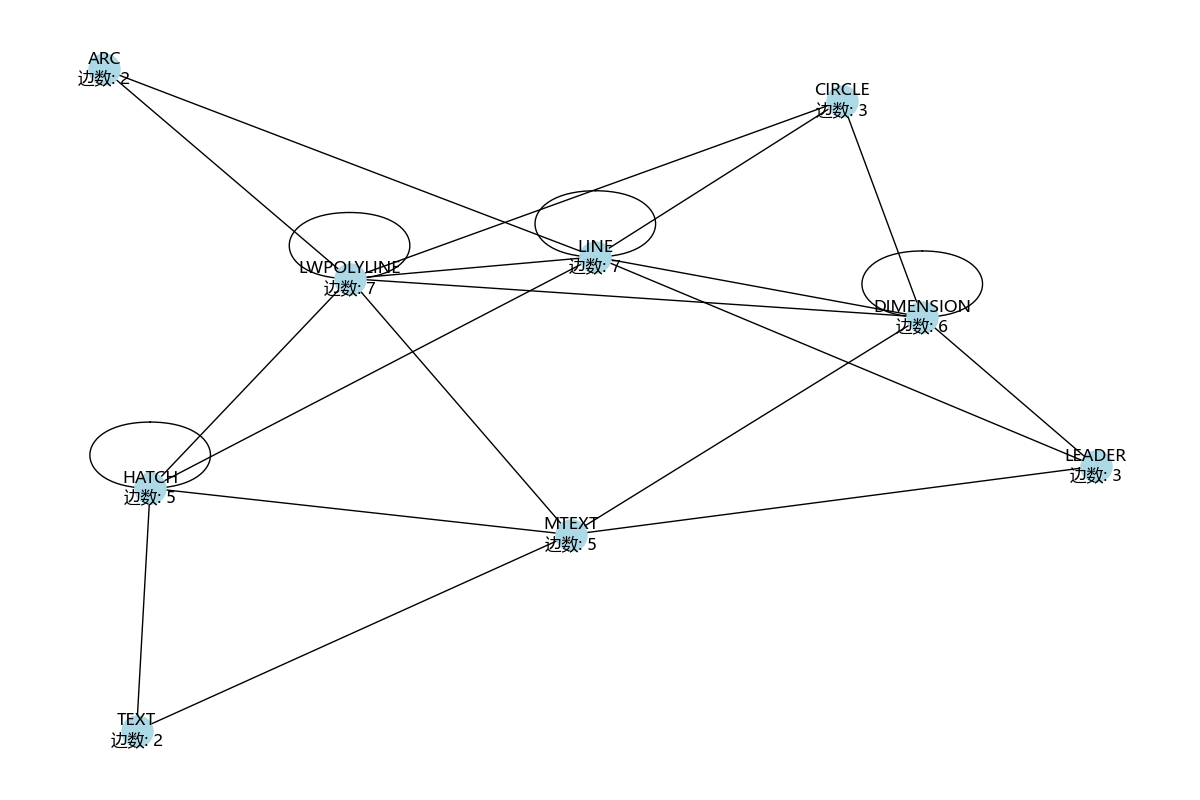 ARC
边数: 2
CIRCLE
边数: 3
LINE
边数: 7
LWPOLYLINE
边数: 7
DIMENSION
边数: 6
LEADER
边数: 3
HATCH
边数: 5
MTEXT
边数: 5
TEXT
边数: 2